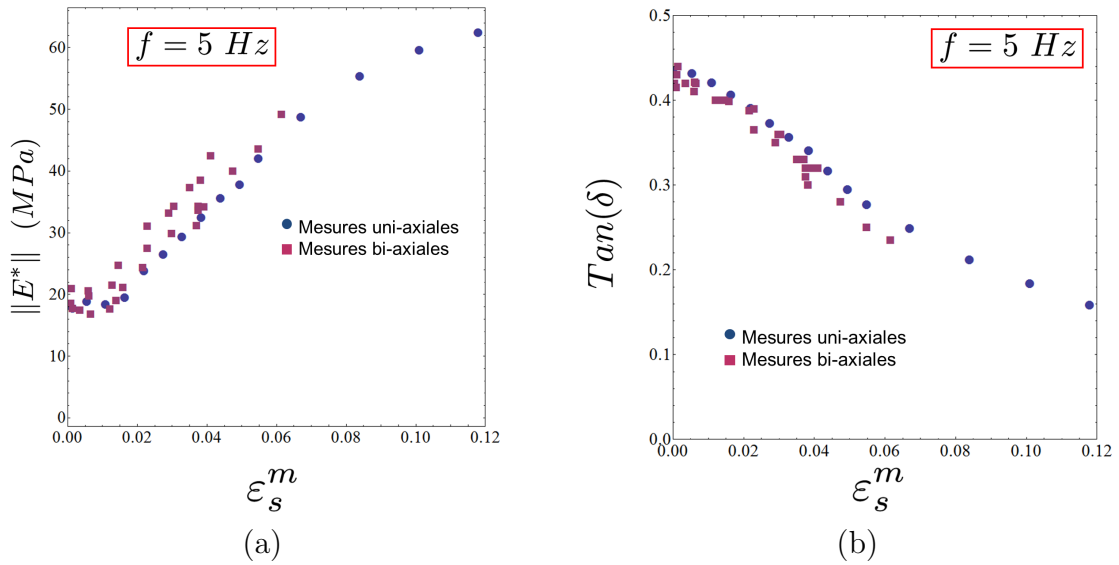 f = 5 Hz
60
50
40
30
20
10
0
||E*|| (MPa)
Mesures uni-axiales
Mesures bi-axiales
0.00 0.02 0.04 0.06 0.08 0.10 0.12
ε_s^m
(a)
f = 5 Hz
0.5
0.4
0.3
0.2
0.1
0.0
Tan(δ)
Mesures uni-axiales
Mesures bi-axiales
0.00 0.02 0.04 0.06 0.08 0.10 0.12
ε_s^m
(b)